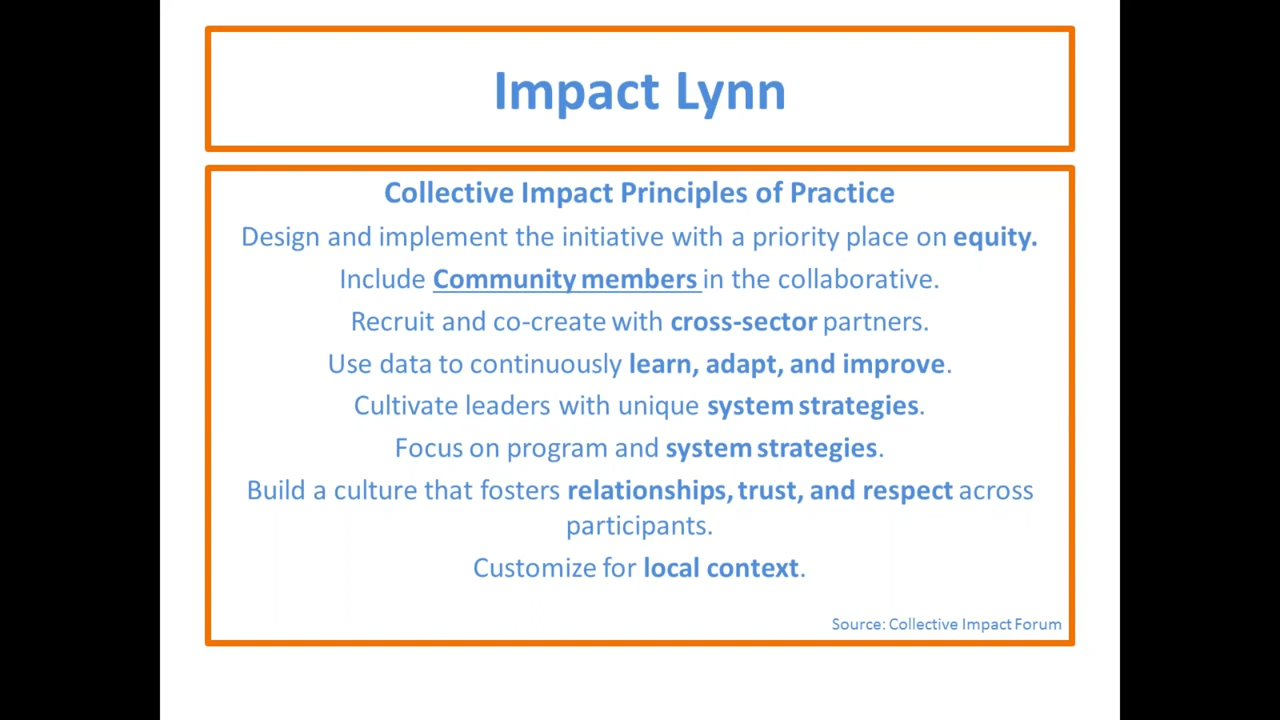 Impact Lynn
Collective Impact Principles of Practice
Design and implement the initiative with a priority place on equity.
Include Community members in the collaborative.
Recruit and co-create with cross-sector partners.
Use data to continuously learn, adapt, and improve.
Cultivate leaders with unique system strategies.
Focus on program and system strategies.
Build a culture that fosters relationships, trust, and respect across
participants.
Customize for local context.
Source: Collective Impact Forum